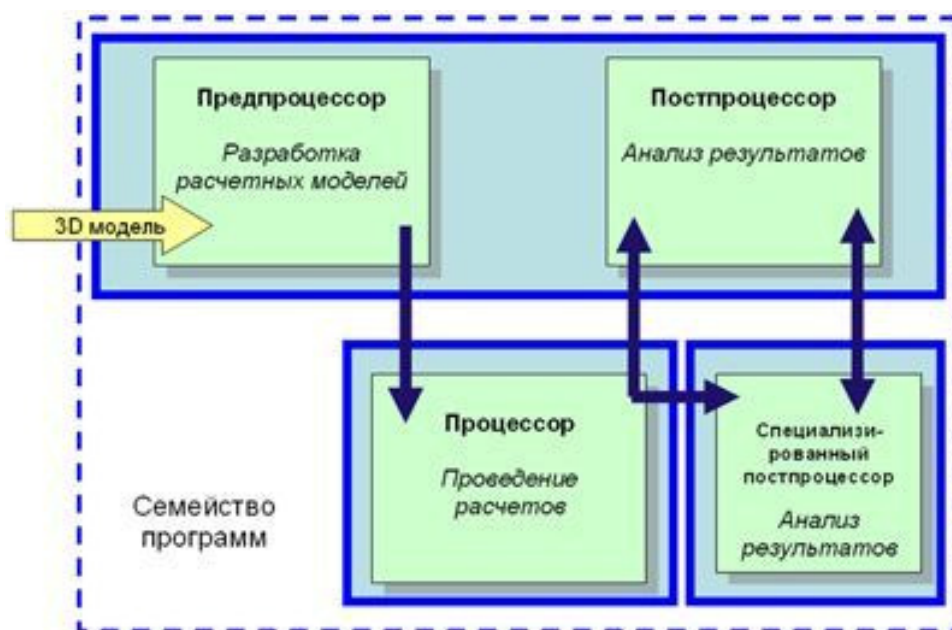 Предпроцессор
Разработка
расчетных моделей
3D модель
Постпроцессор
Анализ результатов
Процессор
Проведение
расчетов
Специализи-
рованный
постпроцессор
Анализ
результатов
Семейство
программ